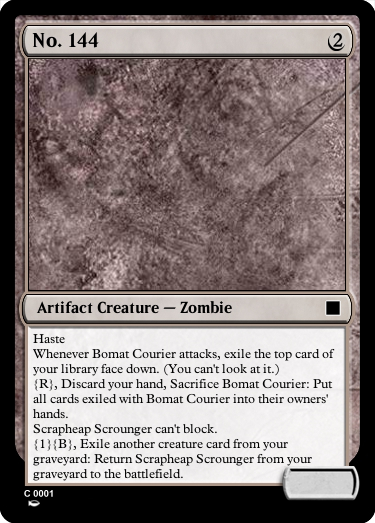 No. 144
2
Artifact Creature — Zombie
Haste
Whenever Bomat Courier attacks, exile the top card of
your library face down. (You can't look at it.)
{R}, Discard your hand, Sacrifice Bomat Courier: Put
all cards exiled with Bomat Courier into their owners'
hands.
Scrapheap Scrounger can't block.
{1}{B}, Exile another creature card from your
graveyard: Return Scrapheap Scrounger from your
graveyard to the battlefield.
C 0001